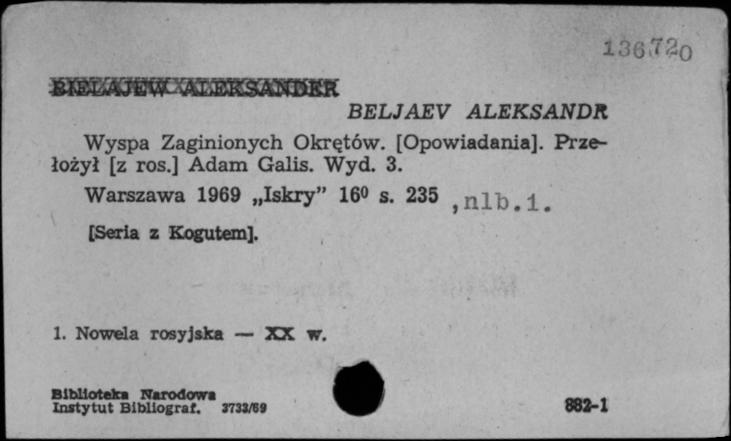 136720
BIELAJEW ALEKSANDER
BELJAEV ALEKSANDR
Wyspa Zaginionych Okrętów. [Opowiadania]. Prze-
łożył [z ros.] Adam Galis. Wyd. 3.
Warszawa 1969 „Iskry” 16⁰ s. 235 , nlb. 1.
[Seria z Kogutem].
1. Nowela rosyjska — XX w.
Biblioteka Narodowa
Instytut Bibliograf. 3733/69
882-1